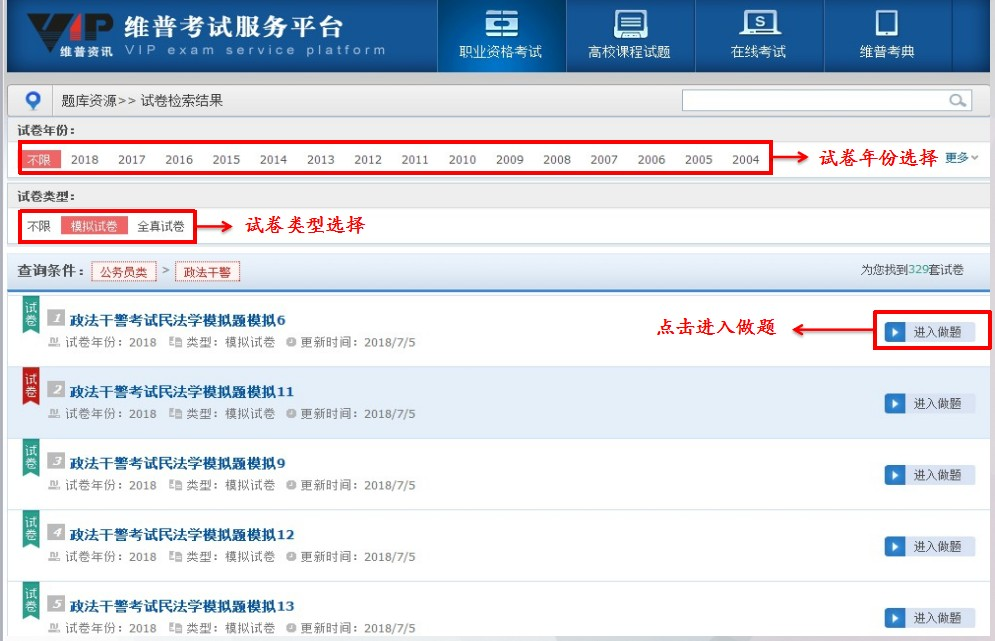 VIP 维普考试服务平台
维普资讯 VIP exam service platform
职业资格考试 高校课程试题 在线考试 维普考典
题库资源>> 试卷检索结果
试卷年份：
不限 2018 2017 2016 2015 2014 2013 2012 2011 2010 2009 2008 2007 2006 2005 2004 试卷年份选择 更多
试卷类型：
不限 模拟试卷 全真试卷 试卷类型选择
查询条件： 公务员类 > 政法干警 为您找到329套试卷
试卷 1 政法干警考试民法学模拟题模拟6 点击进入做题 进入做题
试卷年份：2018 类型：模拟试卷 更新时间：2018/7/5
试卷 2 政法干警考试民法学模拟题模拟11 进入做题
试卷年份：2018 类型：模拟试卷 更新时间：2018/7/5
试卷 3 政法干警考试民法学模拟题模拟9 进入做题
试卷年份：2018 类型：模拟试卷 更新时间：2018/7/5
试卷 4 政法干警考试民法学模拟题模拟12 进入做题
试卷年份：2018 类型：模拟试卷 更新时间：2018/7/5
试卷 5 政法干警考试民法学模拟题模拟13 进入做题
试卷年份：2018 类型：模拟试卷 更新时间：2018/7/5